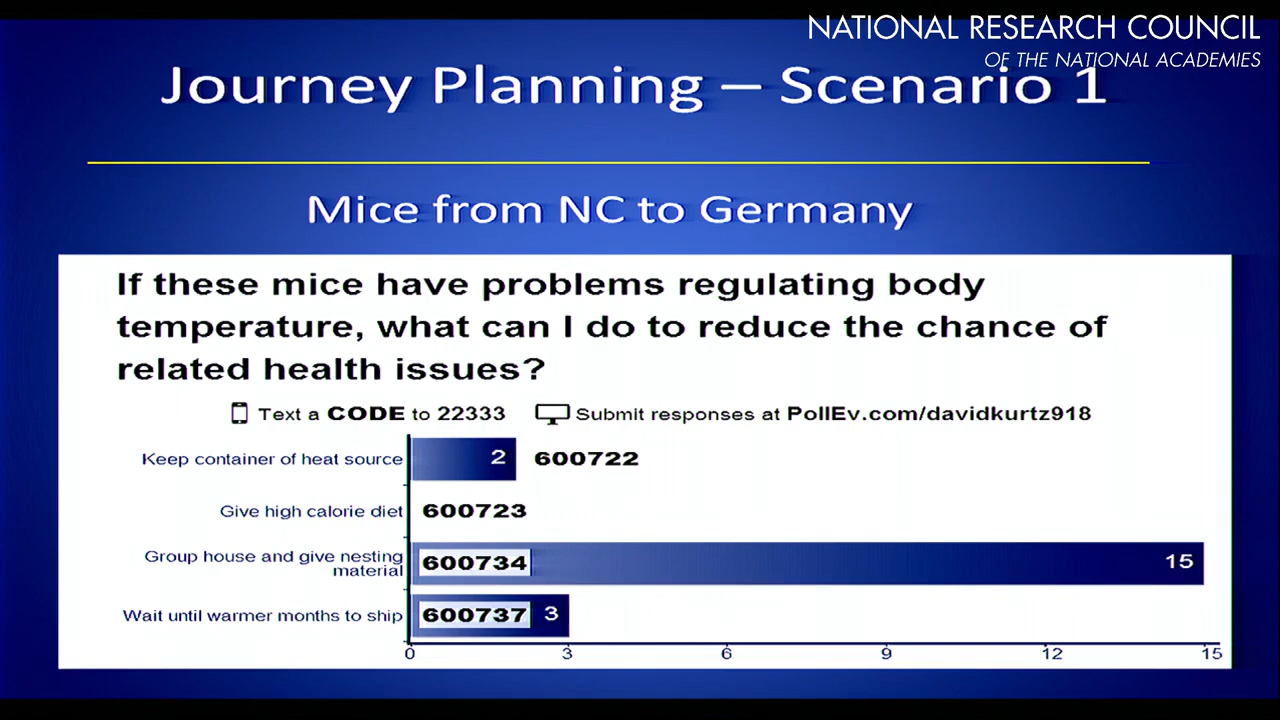 NATIONAL RESEARCH COUNCIL
OF THE NATIONAL ACADEMIES
Journey Planning – Scenario 1
Mice from NC to Germany
If these mice have problems regulating body
temperature, what can I do to reduce the chance of
related health issues?
Text a CODE to 22333 Submit responses at PollEv.com/davidkurtz918
Keep container of heat source 2 600722
Give high calorie diet 600723
Group house and give nesting
material 600734 15
Wait until warmer months to ship 600737 3
0 3 6 9 12 15